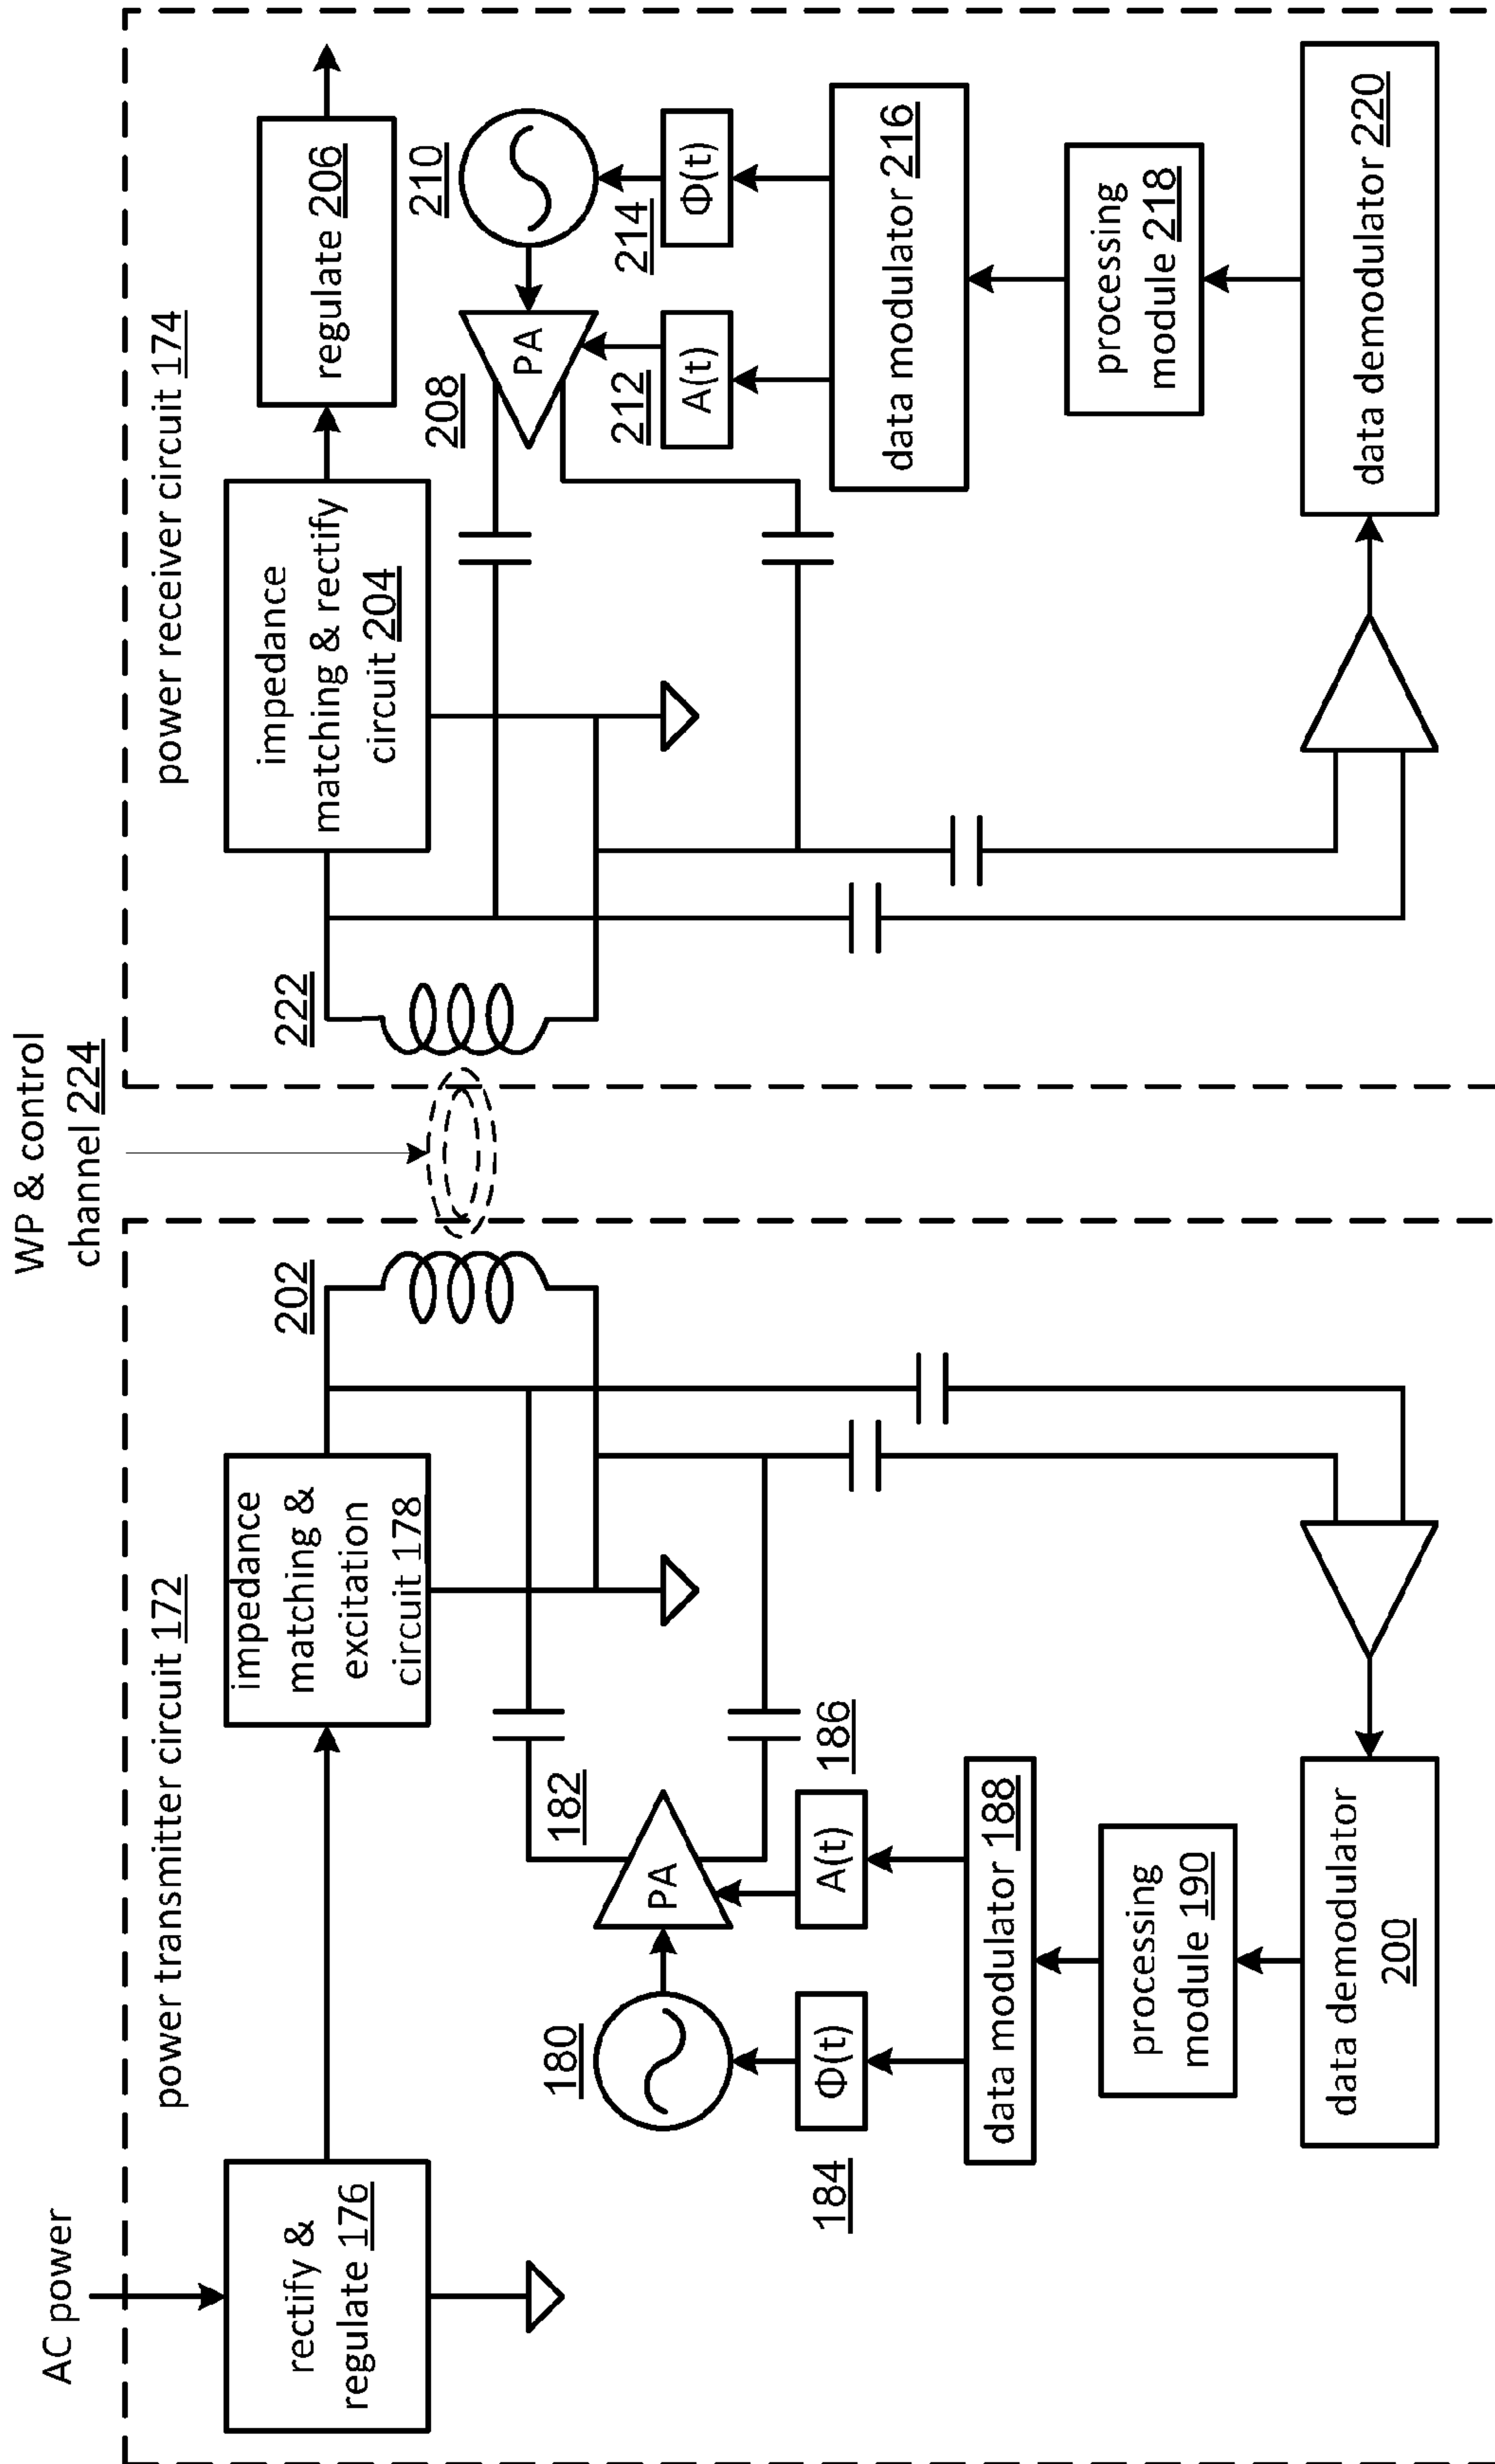 WP & control
channel 224
AC power
power transmitter circuit 172
rectify &
regulate 176
impedance
matching &
excitation
circuit 178
202
180
182
PA
184
Φ(t)
A(t)
186
data modulator 188
processing
module 190
data demodulator
200
power receiver circuit 174
222
impedance
matching & rectify
circuit 204
regulate 206
208
PA
210
212
A(t)
214
Φ(t)
data modulator 216
processing
module 218
data demodulator 220